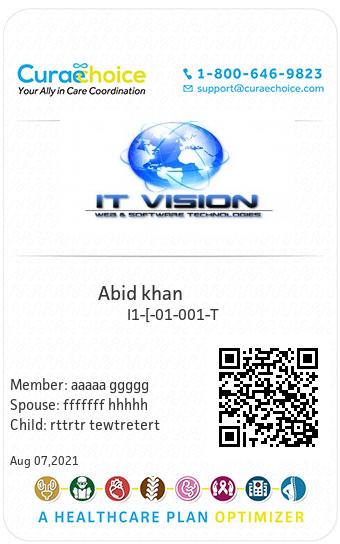 Curaechoice
Your Ally in Care Coordination
1-800-646-9823
support@curaechoice.com
IT VISION
WEB & SOFTWARE TECHNOLOGIES
Abid khan
I1-[-01-001-T
Member: aaaaa ggggg
Spouse: fffffff hhhhh
Child: rttrtr tewtretert
Aug 07,2021
A HEALTHCARE PLAN OPTIMIZER